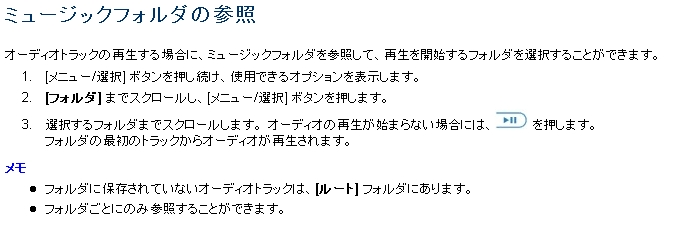 ミュージックフォルダの参照
オーディオトラックの再生する場合に、ミュージックフォルダを参照して、再生を開始するフォルダを選択することができます。
1. [メニュー/選択] ボタンを押し続け、使用できるオプションを表示します。
2. [フォルダ] までスクロールし、[メニュー/選択] ボタンを押します。
3. 選択するフォルダまでスクロールします。オーディオの再生が始まらない場合には、 を押します。
フォルダの最初のトラックからオーディオが再生されます。
メモ
● フォルダに保存されていないオーディオトラックは、[ルート] フォルダにあります。
● フォルダごとにのみ参照することができます。